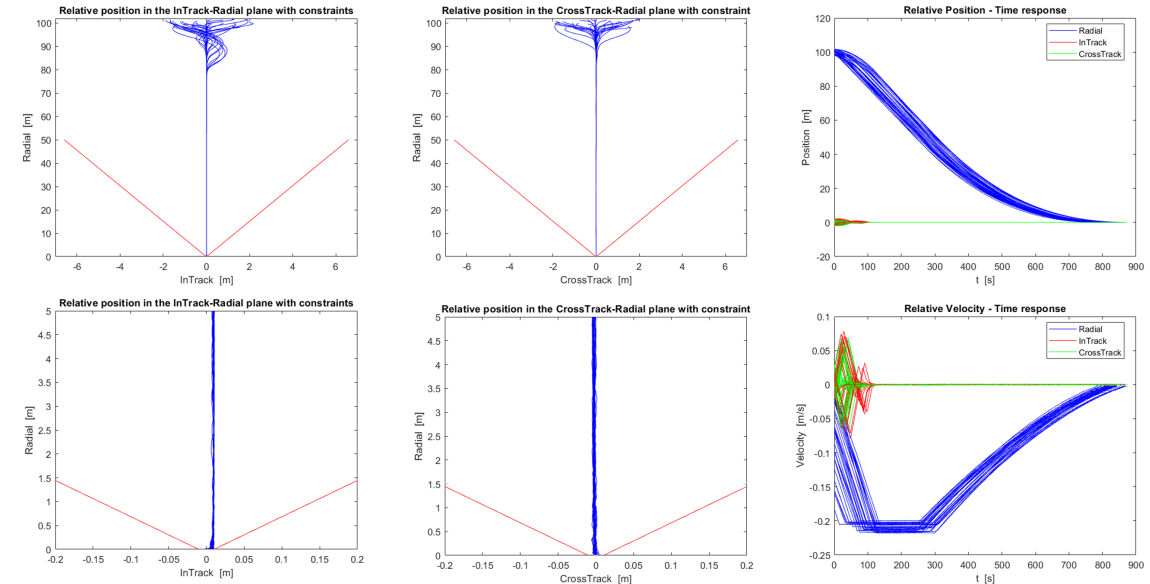 Relative position in the InTrack-Radial plane with constraints
100
90
80
70
60
50
40
30
20
10
0
Radial [m]
-6 -4 -2 0 2 4 6
InTrack [m]
Relative position in the CrossTrack-Radial plane with constraint
100
90
80
70
60
50
40
30
20
10
0
Radial [m]
-6 -4 -2 0 2 4 6
CrossTrack [m]
Relative Position - Time response
120
100
80
60
40
20
0
-20
Position [m]
Radial
InTrack
CrossTrack
0 100 200 300 400 500 600 700 800 900
t [s]
Relative position in the InTrack-Radial plane with constraints
5
4.5
4
3.5
3
2.5
2
1.5
1
0.5
0
Radial [m]
-0.2 -0.15 -0.1 -0.05 0 0.05 0.1 0.15 0.2
InTrack [m]
Relative position in the CrossTrack-Radial plane with constraint
5
4.5
4
3.5
3
2.5
2
1.5
1
0.5
0
Radial [m]
-0.2 -0.15 -0.1 -0.05 0 0.05 0.1 0.15 0.2
CrossTrack [m]
Relative Velocity - Time response
0.1
0.05
0
-0.05
-0.1
-0.15
-0.2
-0.25
Velocity [m/s]
Radial
InTrack
CrossTrack
0 100 200 300 400 500 600 700 800 900
t [s]